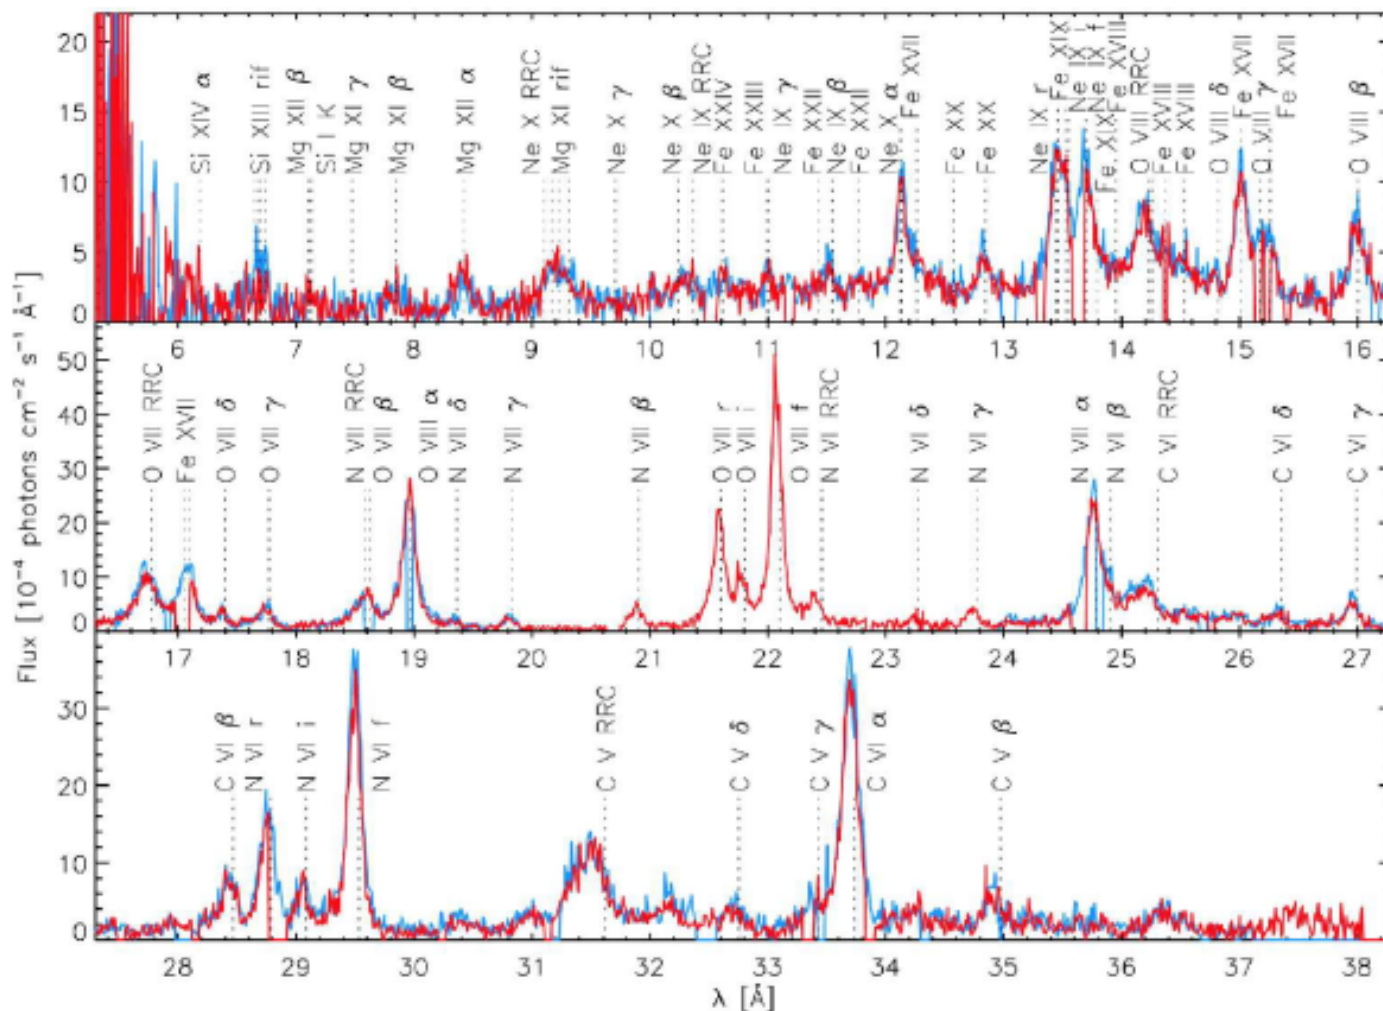 20
15
10
5
0
Si XIV α
Si XIII rif
Mg XII β
Si I K
Mg XI γ
Mg XI β
Mg XII α
Ne X RRC
Mg XI rif
Ne X γ
Ne X β
Ne IX RRC
Fe XXIV
Fe XXIII
Ne IX γ
Fe XXII
Ne IX β
Fe XXII
Ne X α
Fe XVII
Fe XX
Fe XX
Ne IX r
Fe XIX
Ne IX i
Ne IX f
Fe XIX
Fe XVIII
O VIII RRC
Fe XVIII
Fe XVIII
O VIII δ
Fe XVII
O VIII γ
Fe XVII
O VIII β
6 7 8 9 10 11 12 13 14 15 16
50
40
30
20
10
0
O VII RRC
Fe XVII
O VII δ
O VII γ
N VII RRC
O VII β
O VIII α
N VII δ
N VII γ
N VII β
O VII r
O VII i
O VII f
N VI RRC
N VI δ
N VI γ
N VII α
N VI β
C VI RRC
C VI δ
C VI γ
17 18 19 20 21 22 23 24 25 26 27
30
20
10
0
C VI β
N VI r
N VI i
N VI f
C V RRC
C V δ
C V γ
C VI α
C V β
28 29 30 31 32 33 34 35 36 37 38
λ [Å]
Flux [10⁻⁴ photons cm⁻² s⁻¹ Å⁻¹]